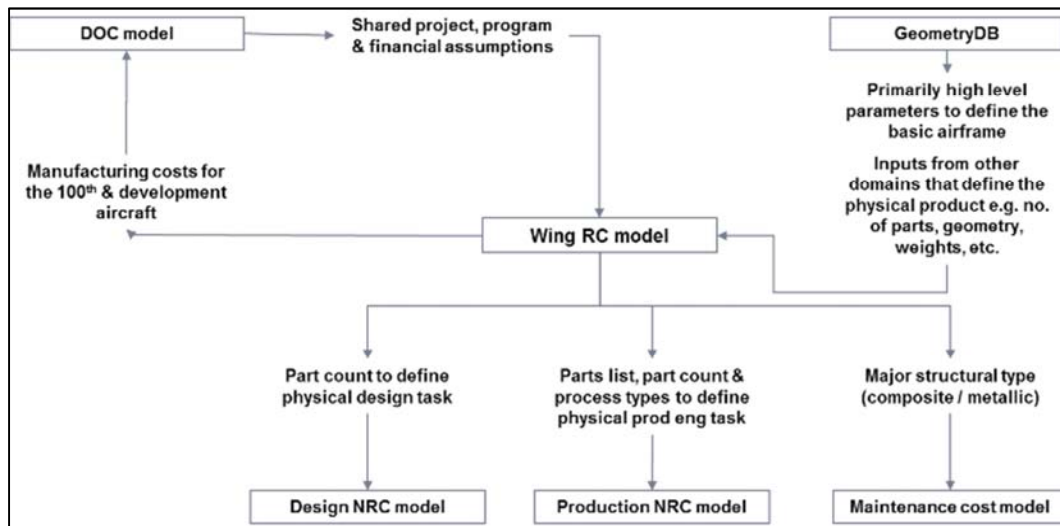 DOC model
Shared project, program
& financial assumptions
GeometryDB
Primarily high level
parameters to define the
basic airframe
Manufacturing costs for
the 100th & development
aircraft
Inputs from other
domains that define the
physical product e.g. no.
of parts, geometry,
weights, etc.
Wing RC model
Part count to define
physical design task
Parts list, part count &
process types to define
physical prod eng task
Major structural type
(composite / metallic)
Design NRC model
Production NRC model
Maintenance cost model